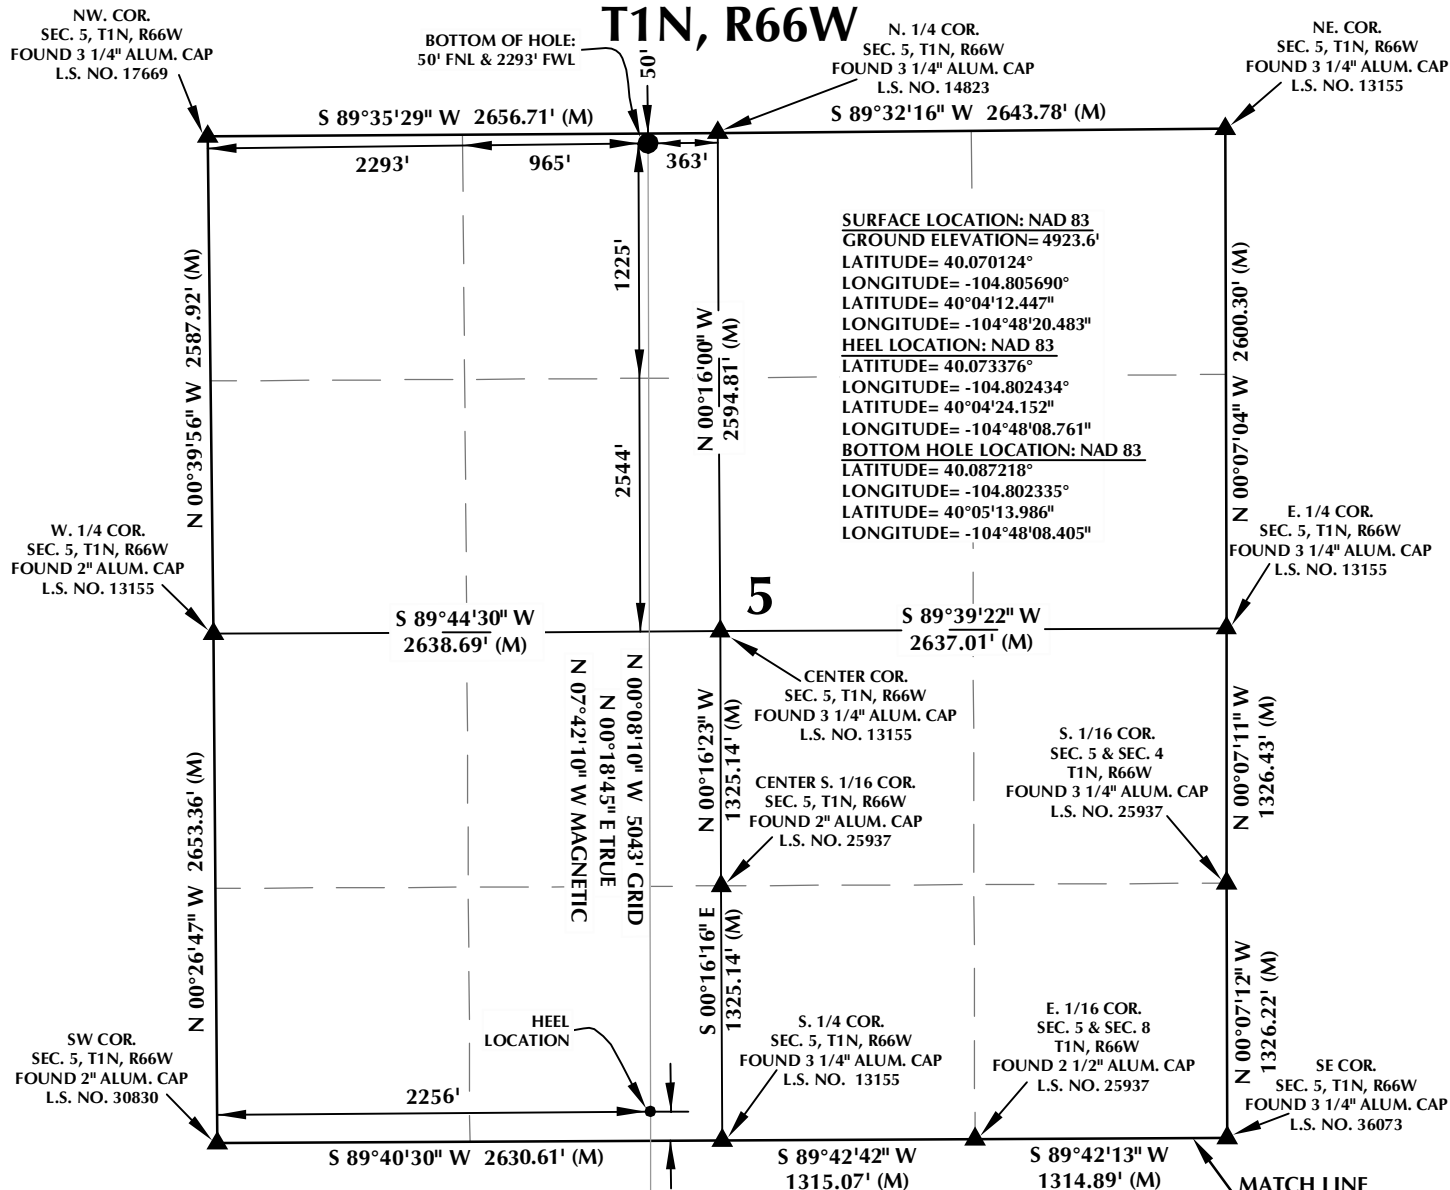 T1N, R66W
NW. COR.
SEC. 5, T1N, R66W
FOUND 3 1/4" ALUM. CAP
L.S. NO. 17669
BOTTOM OF HOLE:
50' FNL & 2293' FWL
50'
N. 1/4 COR.
SEC. 5, T1N, R66W
FOUND 3 1/4" ALUM. CAP
L.S. NO. 14823
NE. COR.
SEC. 5, T1N, R66W
FOUND 3 1/4" ALUM. CAP
L.S. NO. 13155
S 89°35'29" W 2656.71' (M)
S 89°32'16" W 2643.78' (M)
2293'
965'
363'
1225'
2544'
N 00°39'56" W 2587.92' (M)
N 00°16'00" W
2594.81' (M)
SURFACE LOCATION: NAD 83
GROUND ELEVATION= 4923.6'
LATITUDE= 40.070124°
LONGITUDE= -104.805690°
LATITUDE= 40°04'12.447"
LONGITUDE= -104°48'20.483"
HEEL LOCATION: NAD 83
LATITUDE= 40.073376°
LONGITUDE= -104.802434°
LATITUDE= 40°04'24.152"
LONGITUDE= -104°48'08.761"
BOTTOM HOLE LOCATION: NAD 83
LATITUDE= 40.087218°
LONGITUDE= -104.802335°
LATITUDE= 40°05'13.986"
LONGITUDE= -104°48'08.405"
N 00°07'04" W 2600.30' (M)
W. 1/4 COR.
SEC. 5, T1N, R66W
FOUND 2" ALUM. CAP
L.S. NO. 13155
E. 1/4 COR.
SEC. 5, T1N, R66W
FOUND 3 1/4" ALUM. CAP
L.S. NO. 13155
5
S 89°44'30" W
2638.69' (M)
S 89°39'22" W
2637.01' (M)
CENTER COR.
SEC. 5, T1N, R66W
FOUND 3 1/4" ALUM. CAP
L.S. NO. 13155
N 00°08'10" W 5043' GRID
N 00°18'45" E TRUE
N 07°42'10" W MAGNETIC
N 00°16'23" W
1325.14' (M)
CENTER S. 1/16 COR.
SEC. 5, T1N, R66W
FOUND 2" ALUM. CAP
L.S. NO. 25937
S. 1/16 COR.
SEC. 5 & SEC. 4
T1N, R66W
FOUND 3 1/4" ALUM. CAP
L.S. NO. 25937
N 00°07'11" W
1326.43' (M)
N 00°26'47" W 2653.36' (M)
S 00°16'16" E
1325.14' (M)
N 00°07'12" W
1326.22' (M)
SW COR.
SEC. 5, T1N, R66W
FOUND 2" ALUM. CAP
L.S. NO. 30830
HEEL
LOCATION
2256'
S. 1/4 COR.
SEC. 5, T1N, R66W
FOUND 3 1/4" ALUM. CAP
L.S. NO. 13155
E. 1/16 COR.
SEC. 5 & SEC. 8
T1N, R66W
FOUND 2 1/2" ALUM. CAP
L.S. NO. 25937
SE COR.
SEC. 5, T1N, R66W
FOUND 3 1/4" ALUM. CAP
L.S. NO. 36073
S 89°40'30" W 2630.61' (M)
S 89°42'42" W
1315.07' (M)
S 89°42'13" W
1314.89' (M)
MATCH LINE